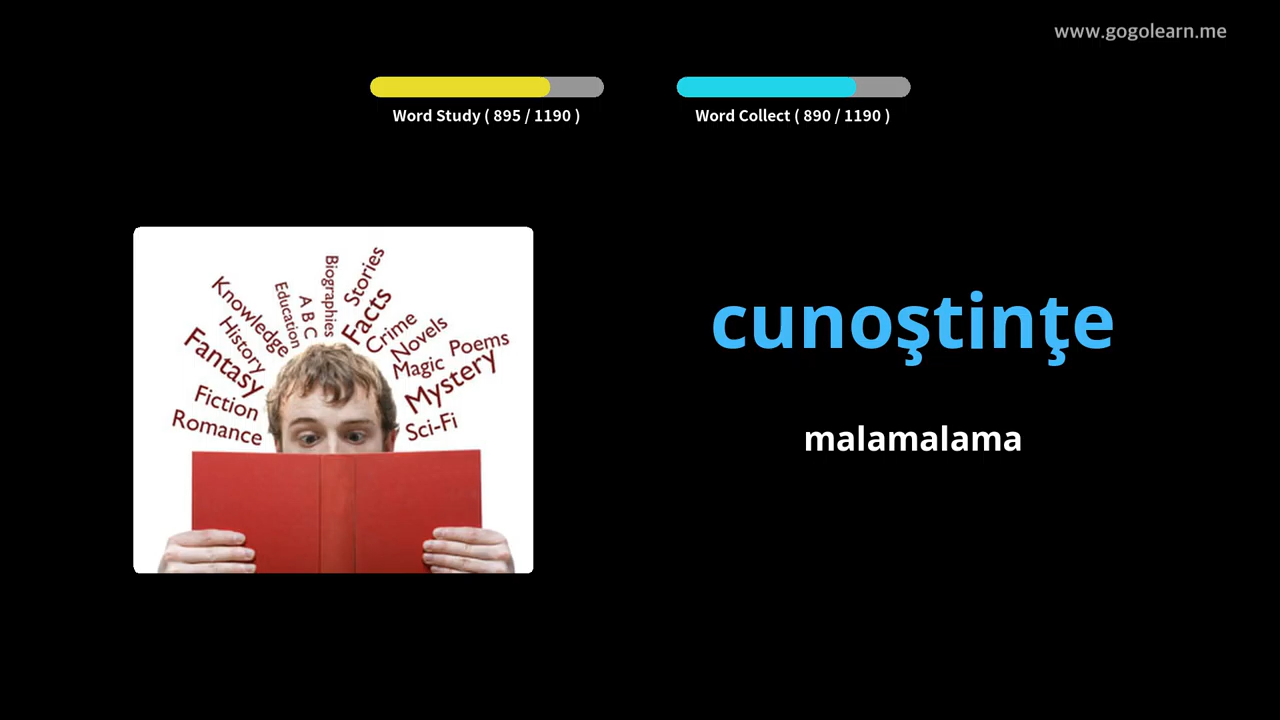 www.gogolearn.me
Word Study ( 895 / 1190 )
Word Collect ( 890 / 1190 )
Knowledge
Education
A B C
Biographies
Stories
Facts
Crime
Novels
Poems
History
Magic
Fantasy
Mystery
Fiction
Romance
Sci-Fi
cunoştinţe
malamalama